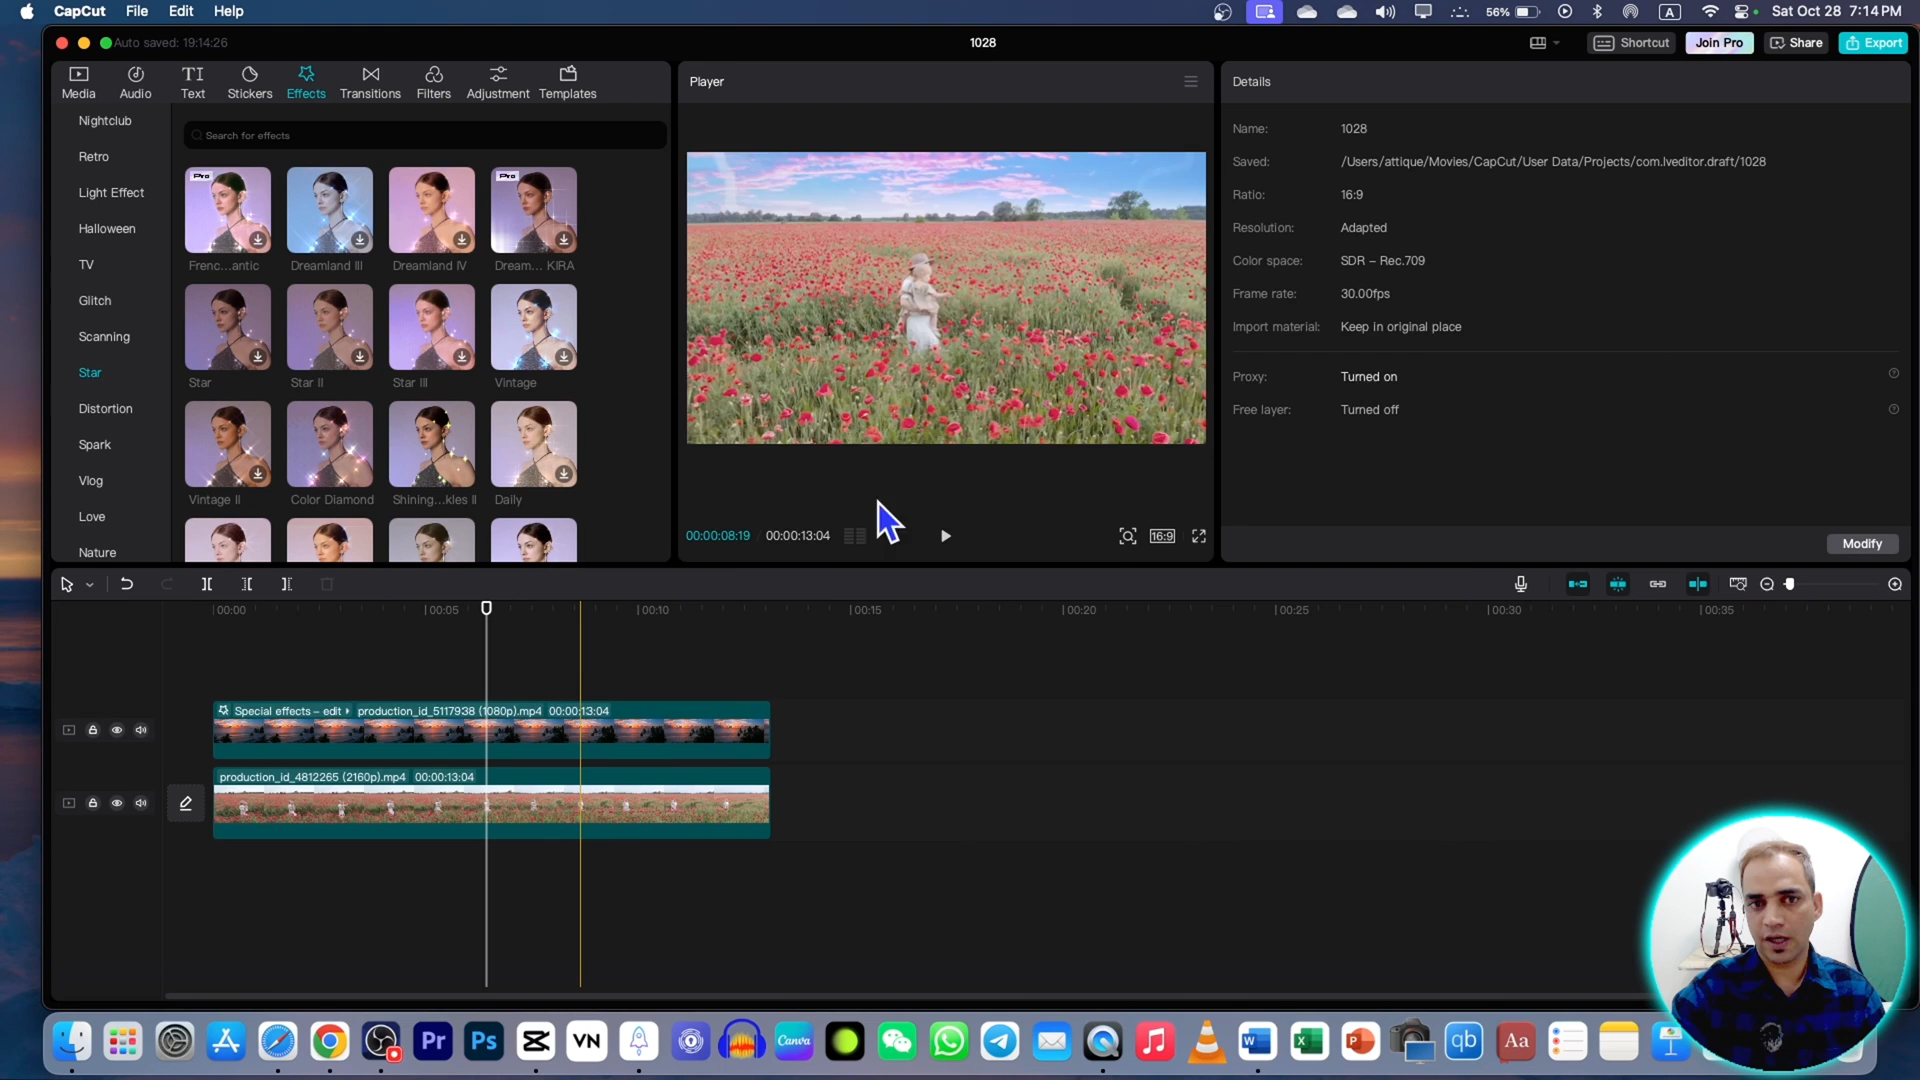 CapCut File Edit Help
56% A Sat Oct 28 7:14 PM
Auto saved: 19:14:26
1028
Shortcut Join Pro Share Export
Media Audio Text Stickers Effects Transitions Filters Adjustment Templates
Nightclub
Retro
Light Effect
Halloween
TV
Glitch
Scanning
Star
Distortion
Spark
Vlog
Love
Nature
Search for effects
Pro Pro
Frenc...antic Dreamland III Dreamland IV Dream... KIRA
Star Star II Star III Vintage
Vintage II Color Diamond Shining...kles II Daily
Player
00:00:08:19 00:00:13:04
16:9
Details
Name: 1028
Saved: /Users/attique/Movies/CapCut/User Data/Projects/com.lveditor.draft/1028
Ratio: 16:9
Resolution: Adapted
Color space: SDR – Rec.709
Frame rate: 30.00fps
Import material: Keep in original place
Proxy: Turned on
Free layer: Turned off
Modify
00:00 00:05 00:10 00:15 00:20 00:25 00:30 00:35
Special effects – edit production_id_5117938 (1080p).mp4 00:00:13:04
production_id_4812265 (2160p).mp4 00:00:13:04
Pr Ps VN Canva W X P qb Aa